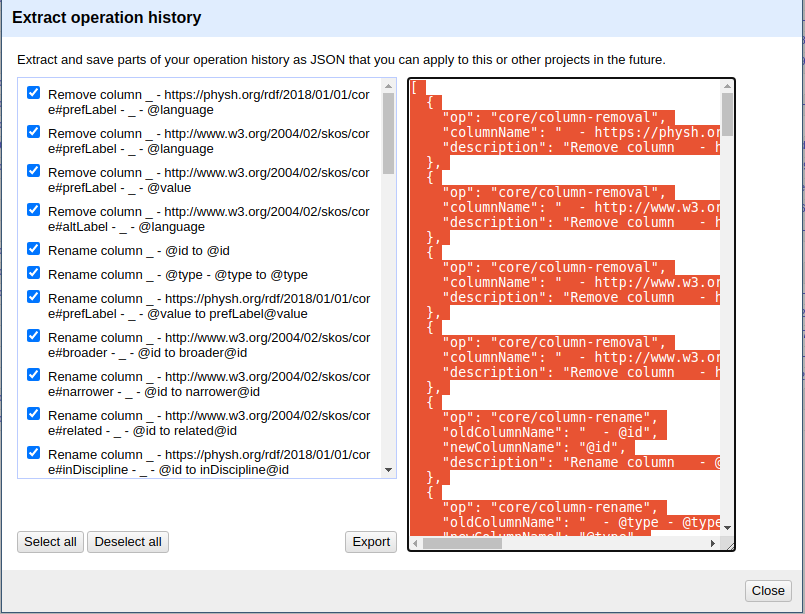 Extract operation history
Extract and save parts of your operation history as JSON that you can apply to this or other projects in the future.
Remove column _ - https://physh.org/rdf/2018/01/01/cor
e#prefLabel - _ - @language
Remove column _ - http://www.w3.org/2004/02/skos/cor
e#prefLabel - _ - @language
Remove column _ - http://www.w3.org/2004/02/skos/cor
e#prefLabel - _ - @value
Remove column _ - http://www.w3.org/2004/02/skos/cor
e#altLabel - _ - @language
Rename column _ - @id to @id
Rename column _ - @type - @type to @type
Rename column _ - https://physh.org/rdf/2018/01/01/cor
e#prefLabel - _ - @value to prefLabel@value
Rename column _ - http://www.w3.org/2004/02/skos/cor
e#broader - _ - @id to broader@id
Rename column _ - http://www.w3.org/2004/02/skos/cor
e#narrower - _ - @id to narrower@id
Rename column _ - http://www.w3.org/2004/02/skos/cor
e#related - _ - @id to related@id
Rename column _ - https://physh.org/rdf/2018/01/01/cor
e#inDiscipline - _ - @id to inDiscipline@id
[
{
"op": "core/column-removal",
"columnName": "  - https://physh.or
"description": "Remove column   - h
},
{
"op": "core/column-removal",
"columnName": "  - http://www.w3.or
"description": "Remove column   - h
},
{
"op": "core/column-removal",
"columnName": "  - http://www.w3.or
"description": "Remove column   - h
},
{
"op": "core/column-removal",
"columnName": "  - http://www.w3.or
"description": "Remove column   - h
},
{
"op": "core/column-rename",
"oldColumnName": "  - @id",
"newColumnName": "@id",
"description": "Rename column   - @
},
{
"op": "core/column-rename",
"oldColumnName": "  - @type - @type
"newColumnName": "@type"
Select all
Deselect all
Export
Close